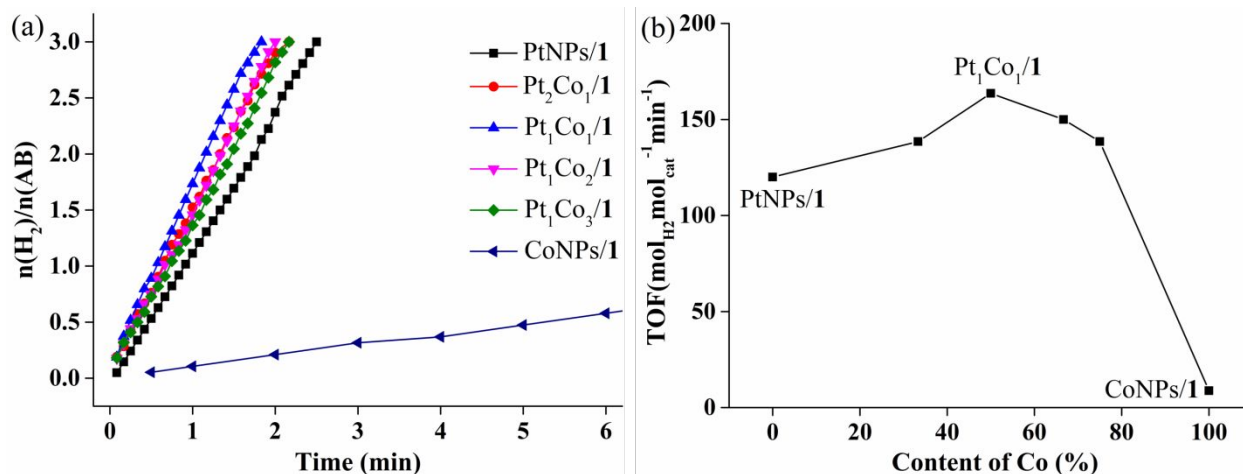 (a)
n(H₂)/n(AB)
3.0
2.5
2.0
1.5
1.0
0.5
0.0
PtNPs/1
Pt₂Co₁/1
Pt₁Co₁/1
Pt₁Co₂/1
Pt₁Co₃/1
CoNPs/1
0 1 2 3 4 5 6
Time (min)
(b)
TOF(mol_H2 mol_cat⁻¹min⁻¹)
200
150
100
50
0
Pt₁Co₁/1
PtNPs/1
CoNPs/1
0 20 40 60 80 100
Content of Co (%)